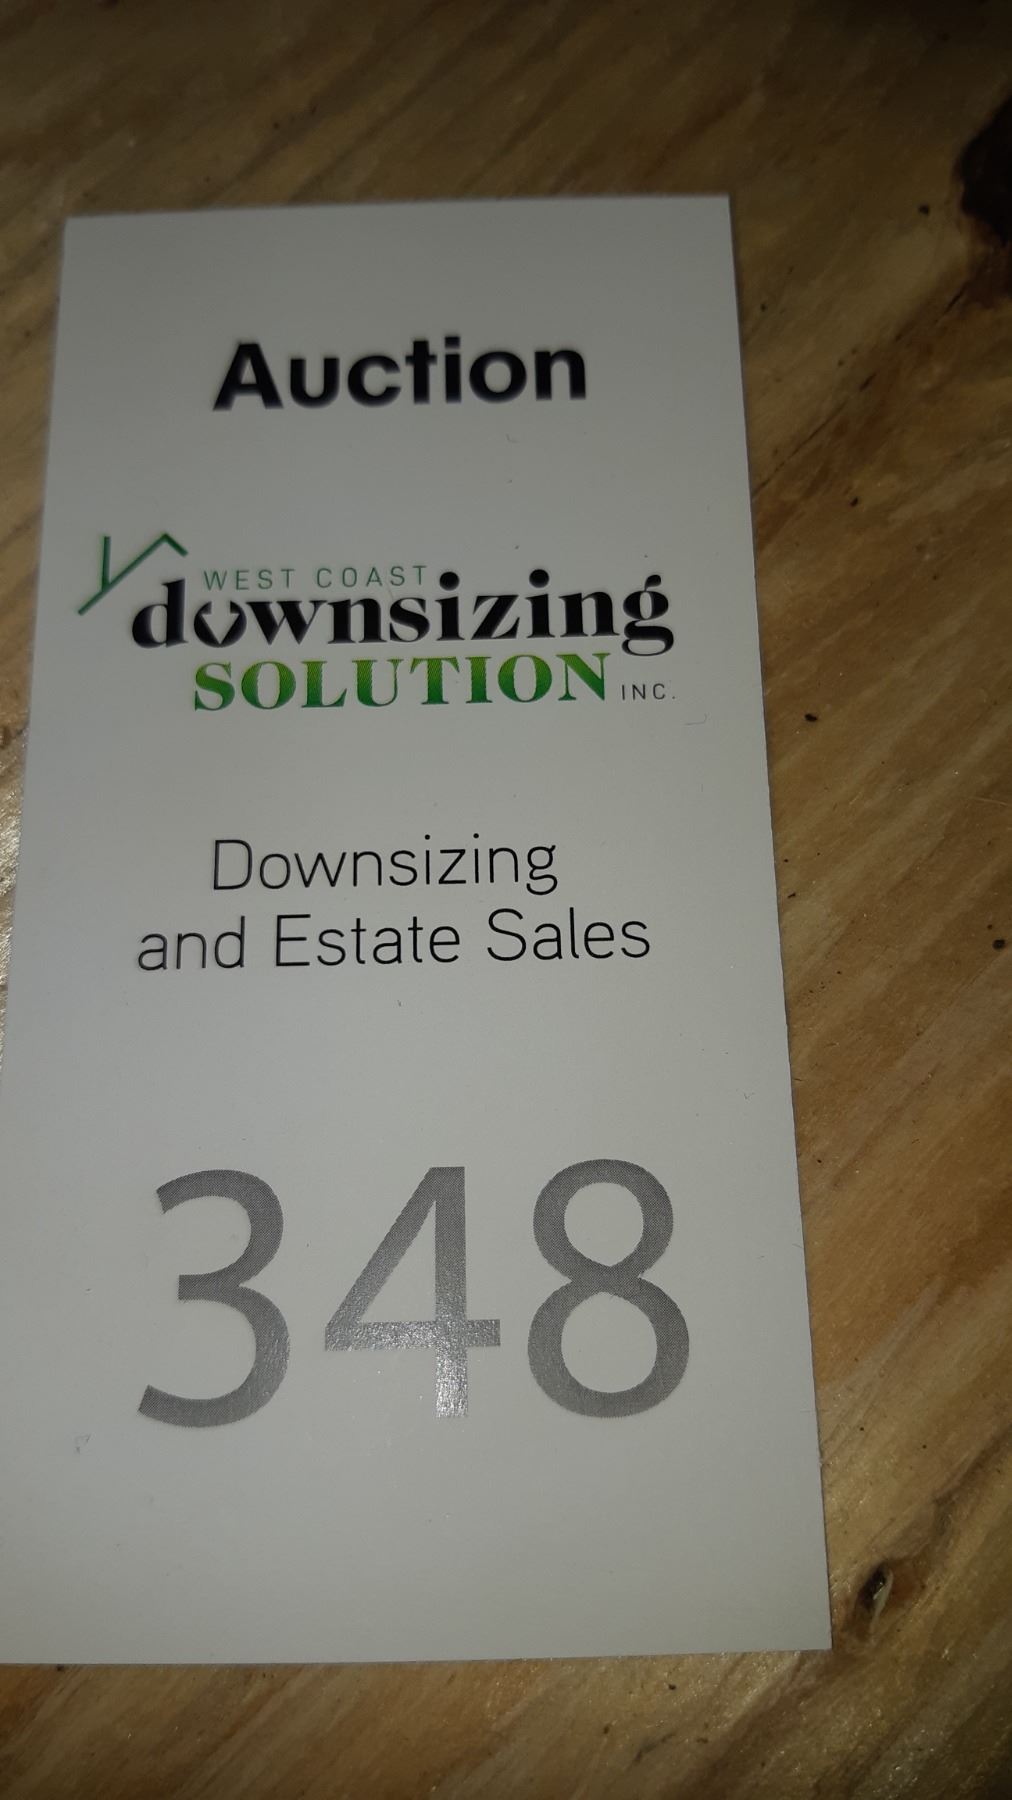 Auction
WEST COAST
downsizing
SOLUTION INC.
Downsizing
and Estate Sales
348